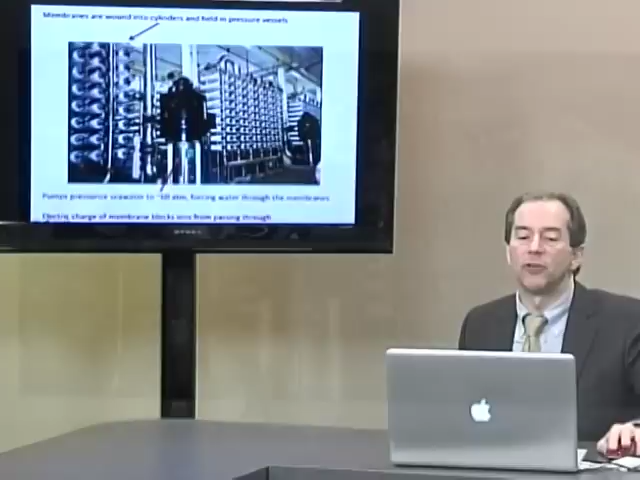 Membranes are wound into cylinders and held in pressure vessels
Pumps pressurize seawater to atm, forcing water through the membranes
Electric charge of membrane blocks ions from passing through